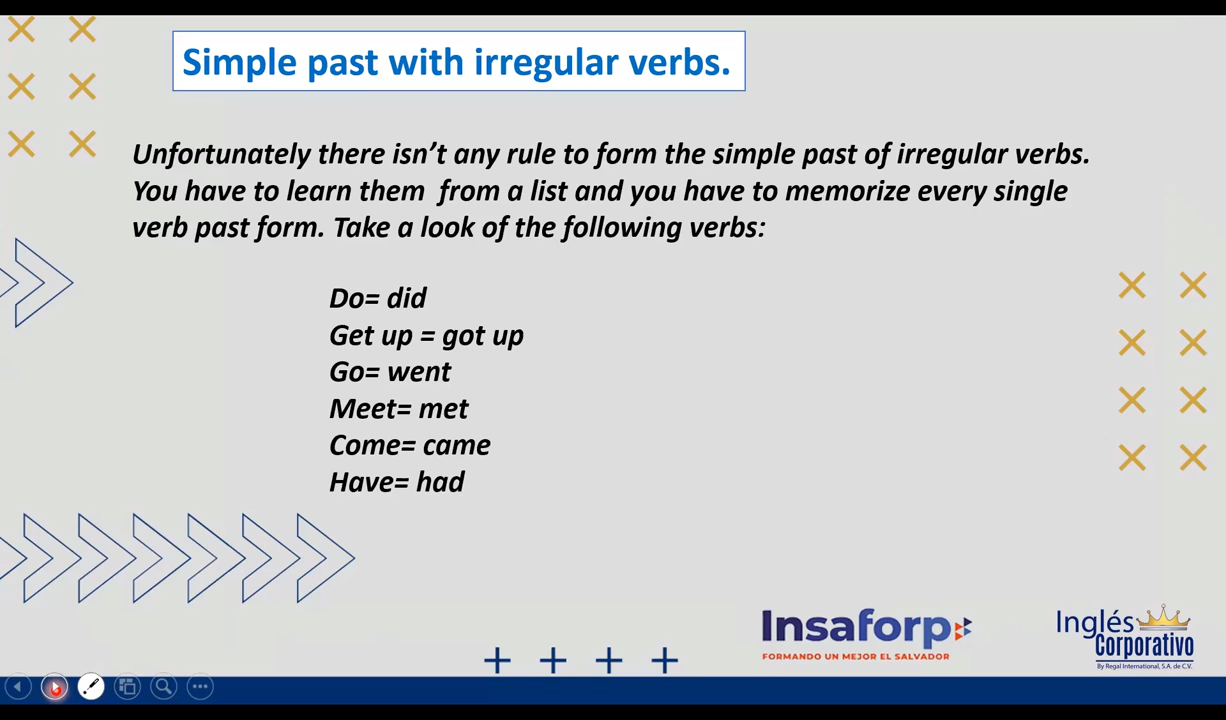 Simple past with irregular verbs.
Unfortunately there isn't any rule to form the simple past of irregular verbs.
You have to learn them from a list and you have to memorize every single
verb past form. Take a look of the following verbs:
Do= did
Get up = got up
Go= went
Meet= met
Come= came
Have= had
Insaforp
FORMANDO UN MEJOR EL SALVADOR
Inglés
Corporativo
By Regal International, S.A. de C.V.